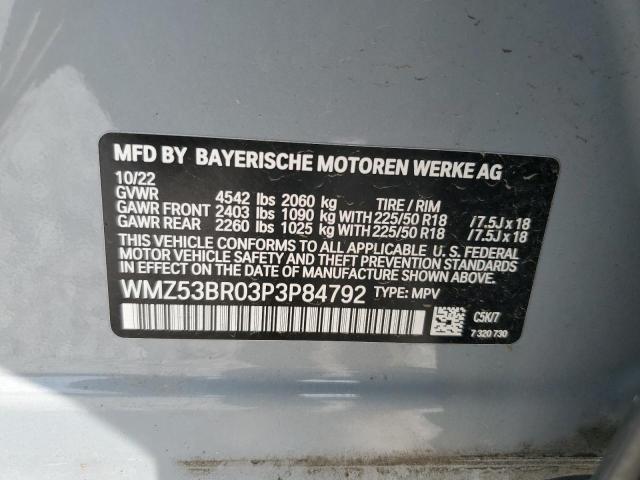 MFD BY BAYERISCHE MOTOREN WERKE AG
10/22
GVWR 4542 lbs 2060 kg TIRE / RIM
GAWR FRONT 2403 lbs 1090 kg WITH 225/50 R18 / 7.5J x 18
GAWR REAR 2260 lbs 1025 kg WITH 225/50 R18 / 7.5J x 18
THIS VEHICLE CONFORMS TO ALL APPLICABLE U. S. FEDERAL
MOTOR VEHICLE SAFETY AND THEFT PREVENTION STANDARDS
IN EFFECT ON THE DATE OF MANUFACTURE SHOWN ABOVE.
WMZ53BR03P3P84792 TYPE: MPV
C5K/7
7 320 730